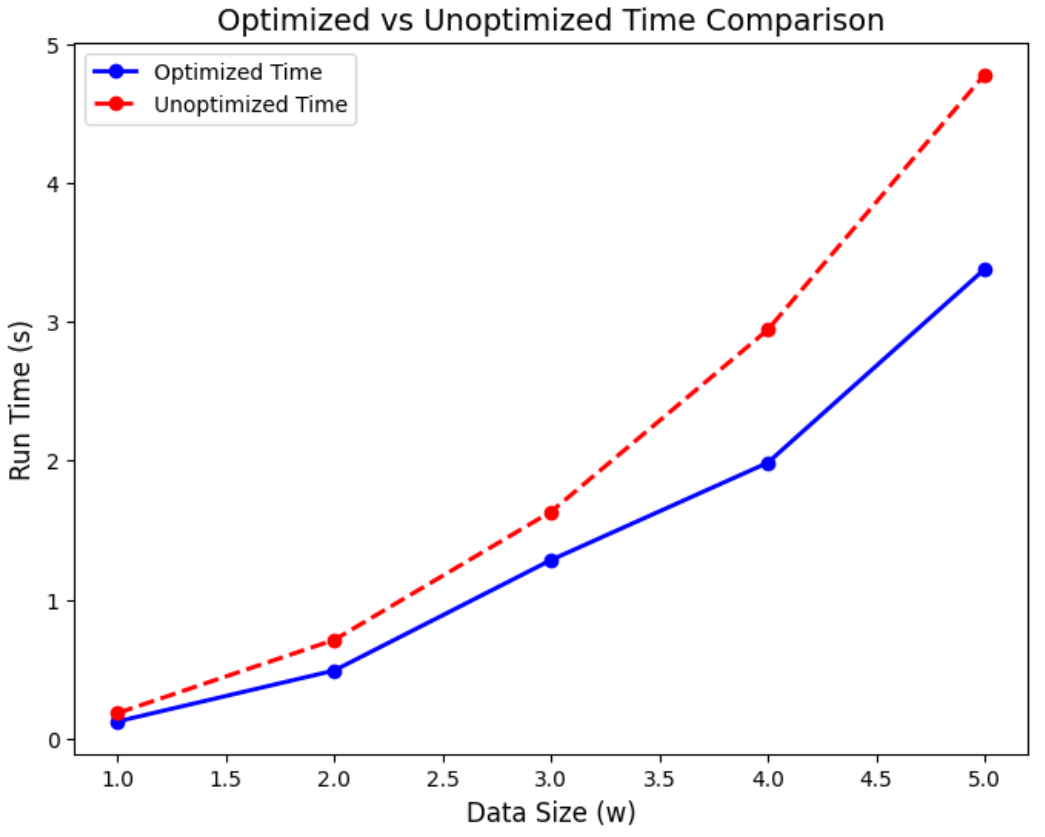 Optimized vs Unoptimized Time Comparison
Optimized Time
Unoptimized Time
5
4
3
2
1
0
Run Time (s)
1.0 1.5 2.0 2.5 3.0 3.5 4.0 4.5 5.0
Data Size (w)